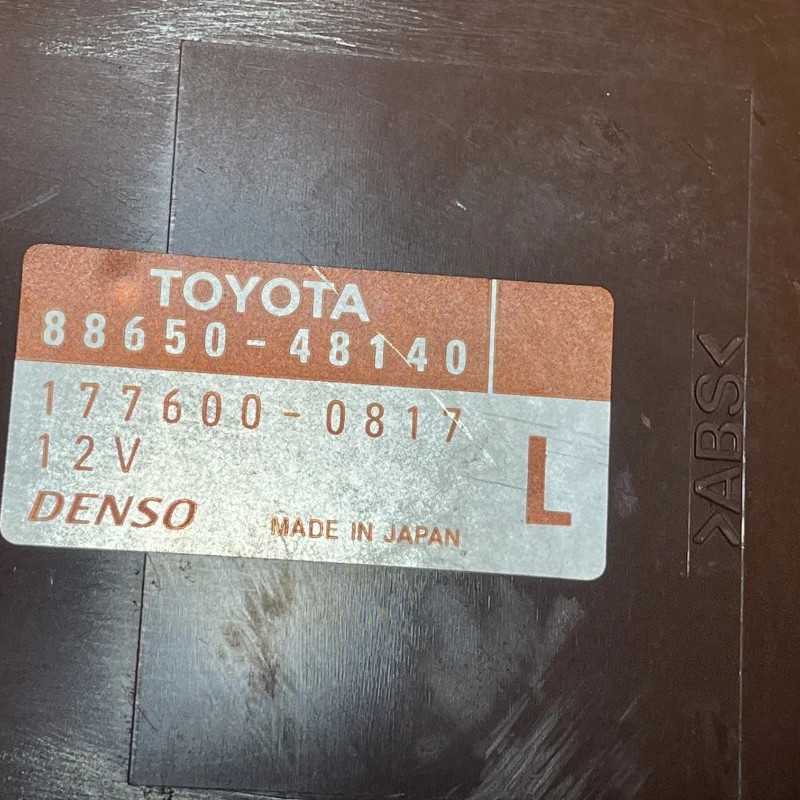 TOYOTA
88650-48140
177600-0817
12V
L
DENSO
MADE IN JAPAN
>ABS<